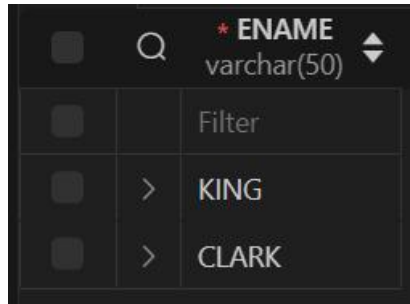 * ENAME
varchar(50)
Filter
KING
CLARK